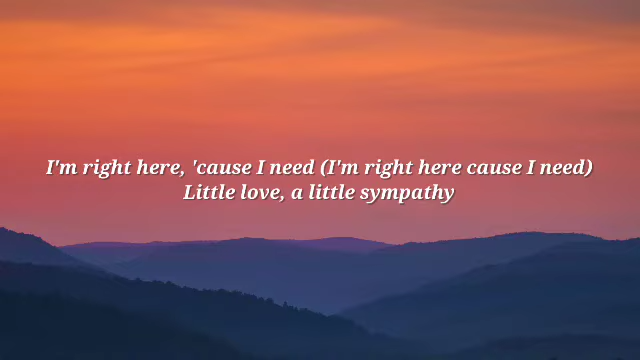 I'm right here, 'cause I need (I'm right here cause I need)
Little love, a little sympathy